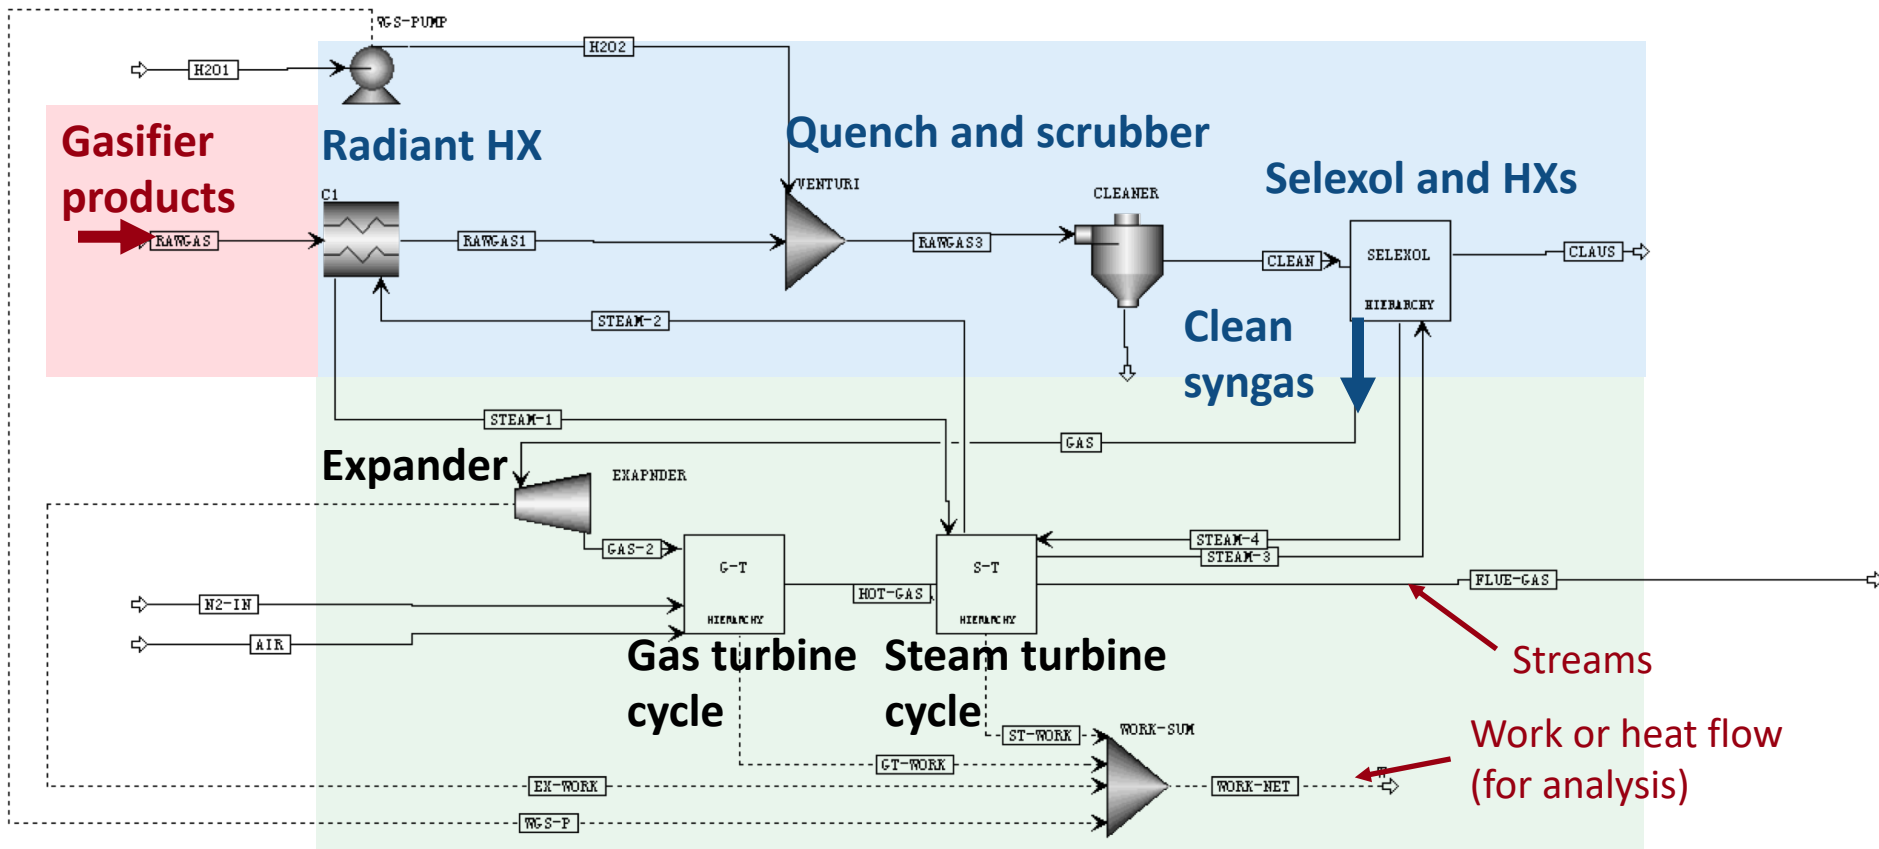 WGS-PUMP
H2O2
H2O1
Gasifier
products
Radiant HX
Quench and scrubber
Selexol and HXs
C1
VENTURI
CLEANER
RAWGAS
RAWGAS1
RAWGAS3
CLEAN
SELEXOL
HIERARCHY
CLAUS
STEAM-2
Clean
syngas
STEAM-1
GAS
Expander
EXAPNDER
GAS-2
G-T
HIERARCHY
S-T
HIERARCHY
STEAM-4
STEAM-3
HOT-GAS
FLUE-GAS
N2-IN
AIR
Gas turbine
cycle
Steam turbine
cycle
Streams
ST-WORK
WORK-SUM
GT-WORK
EX-WORK
WORK-NET
W
Work or heat flow
(for analysis)
WGS-P